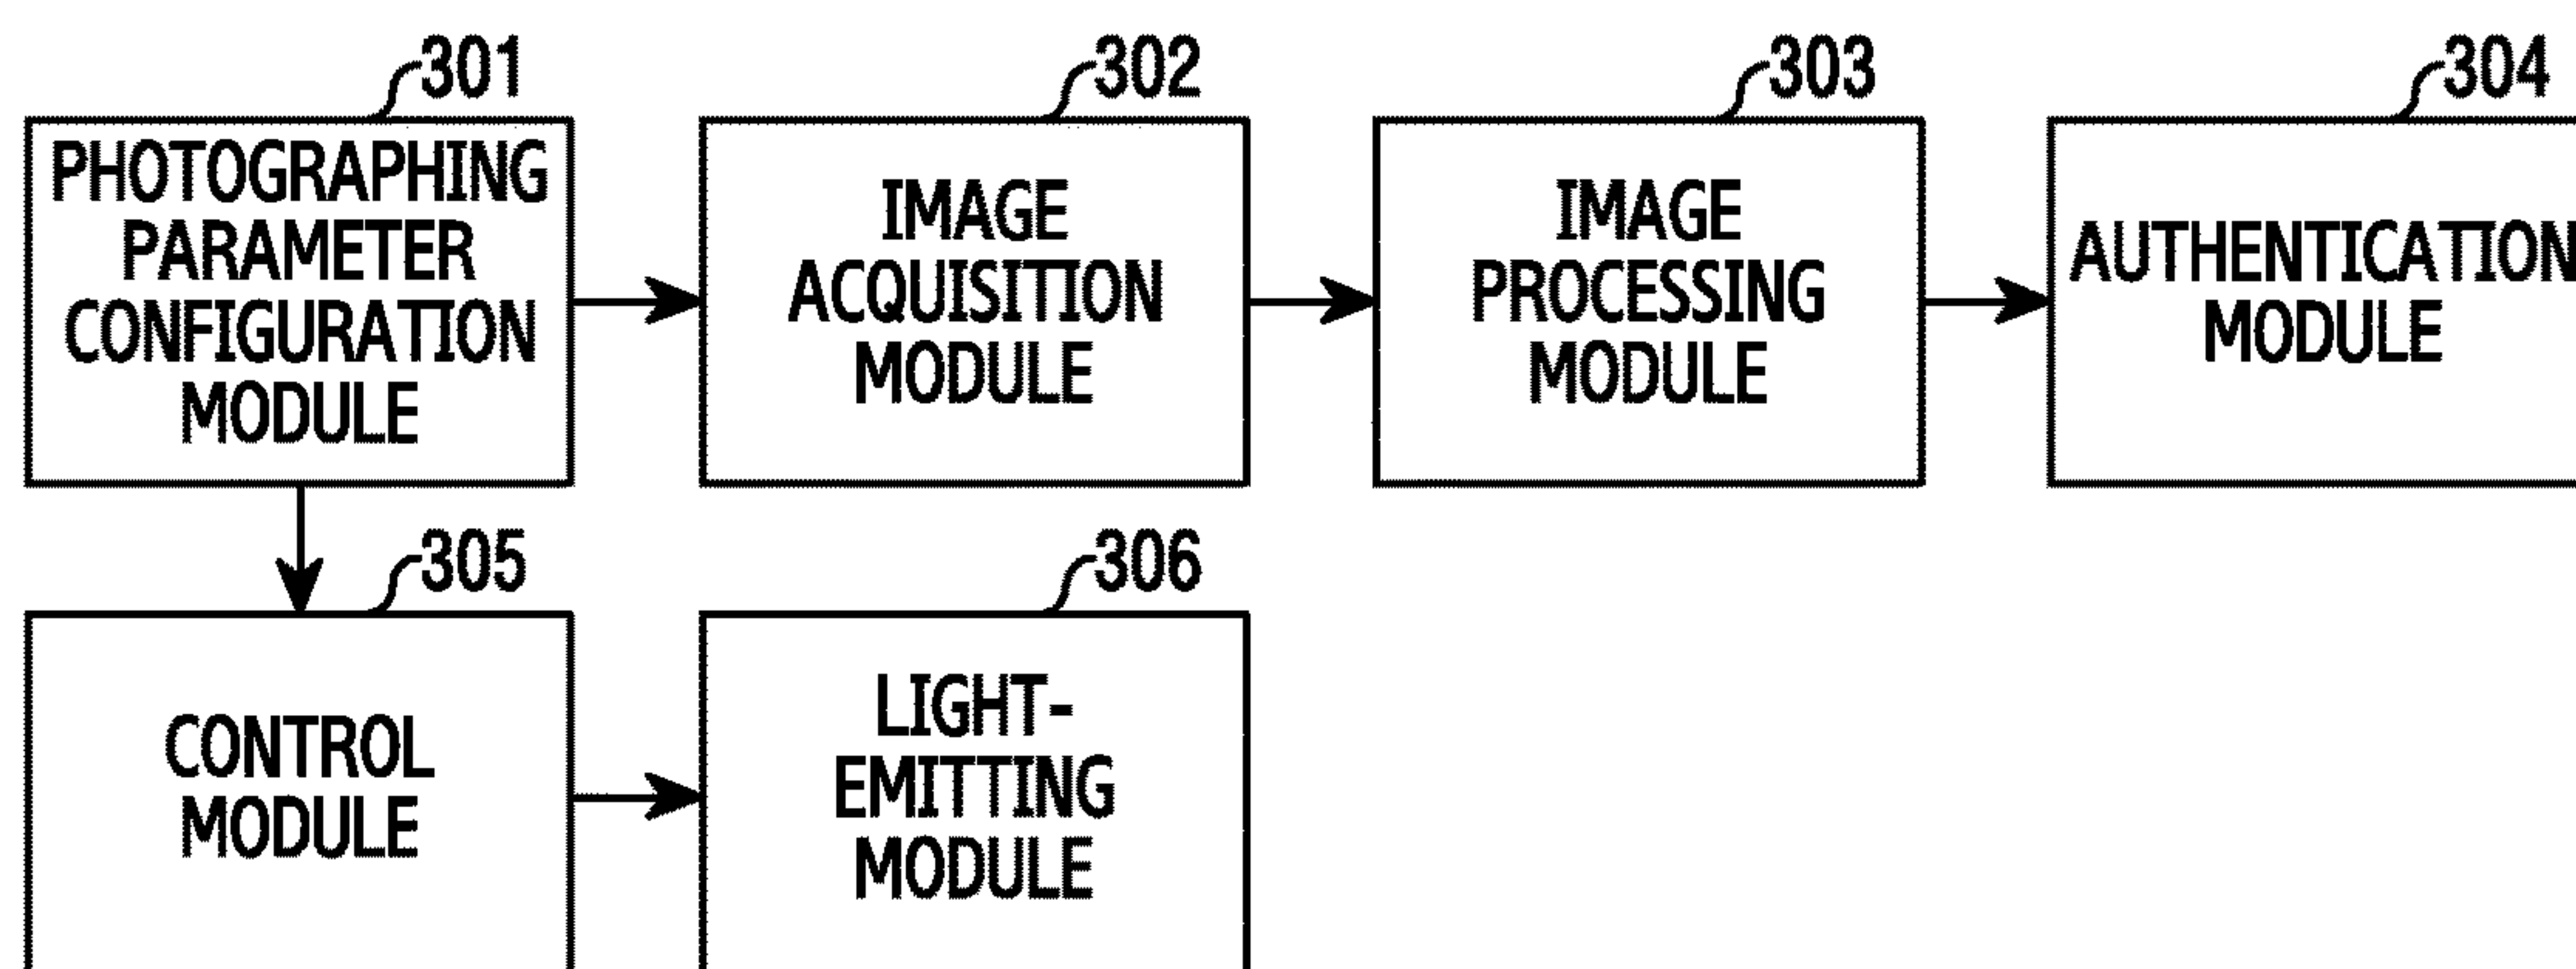 301
PHOTOGRAPHING
PARAMETER
CONFIGURATION
MODULE
302
IMAGE
ACQUISITION
MODULE
303
IMAGE
PROCESSING
MODULE
304
AUTHENTICATION
MODULE
305
CONTROL
MODULE
306
LIGHT-
EMITTING
MODULE